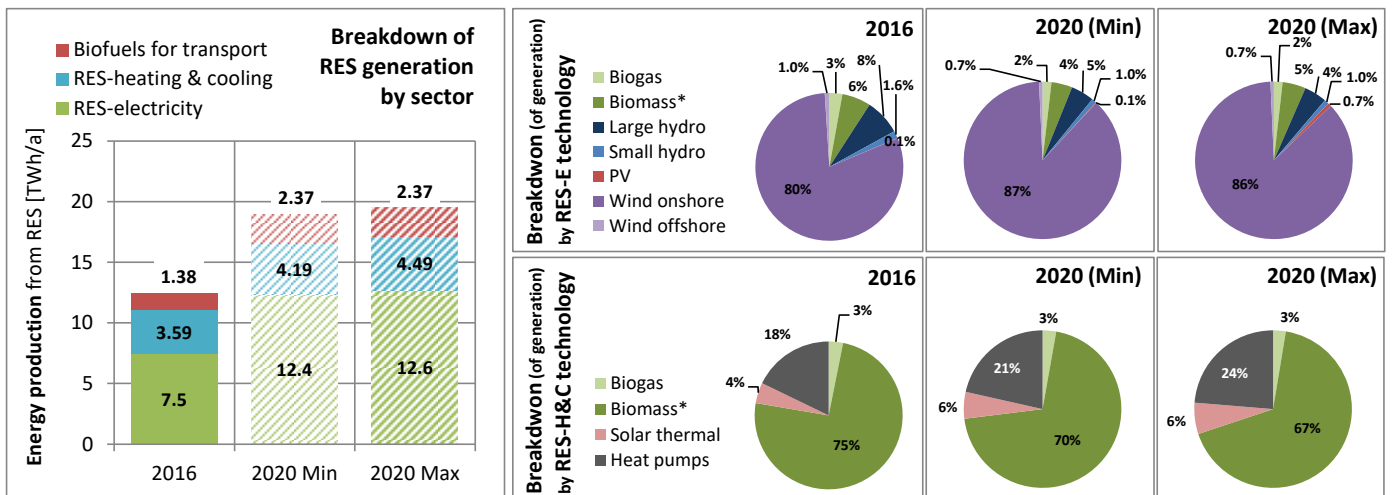 Breakdown of
RES generation
by sector
Biofuels for transport
RES-heating & cooling
RES-electricity
Energy production from RES [TWh/a]
25
20
15
10
5
0
1.38
3.59
7.5
2.37
4.19
12.4
2.37
4.49
12.6
2016
2020 Min
2020 Max
Breakdwon (of generation)
by RES-E technology
Biogas
Biomass*
Large hydro
Small hydro
PV
Wind onshore
Wind offshore
2016
1.0%
3%
6%
8%
1.6%
0.1%
80%
2020 (Min)
0.7%
2%
4%
5%
1.0%
0.1%
87%
2020 (Max)
0.7%
2%
5%
4%
1.0%
0.7%
86%
Breakdwon (of generation)
by RES-H&C technology
Biogas
Biomass*
Solar thermal
Heat pumps
2016
3%
18%
4%
75%
2020 (Min)
3%
21%
6%
70%
2020 (Max)
3%
24%
6%
67%